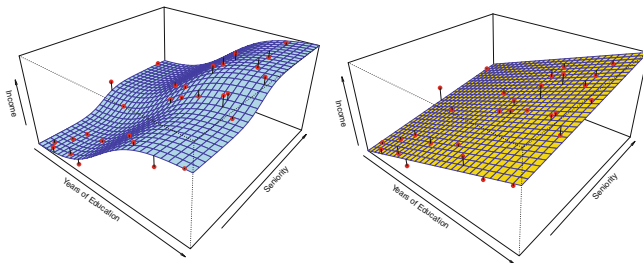 Income
Years of Education
Seniority
Income
Years of Education
Seniority